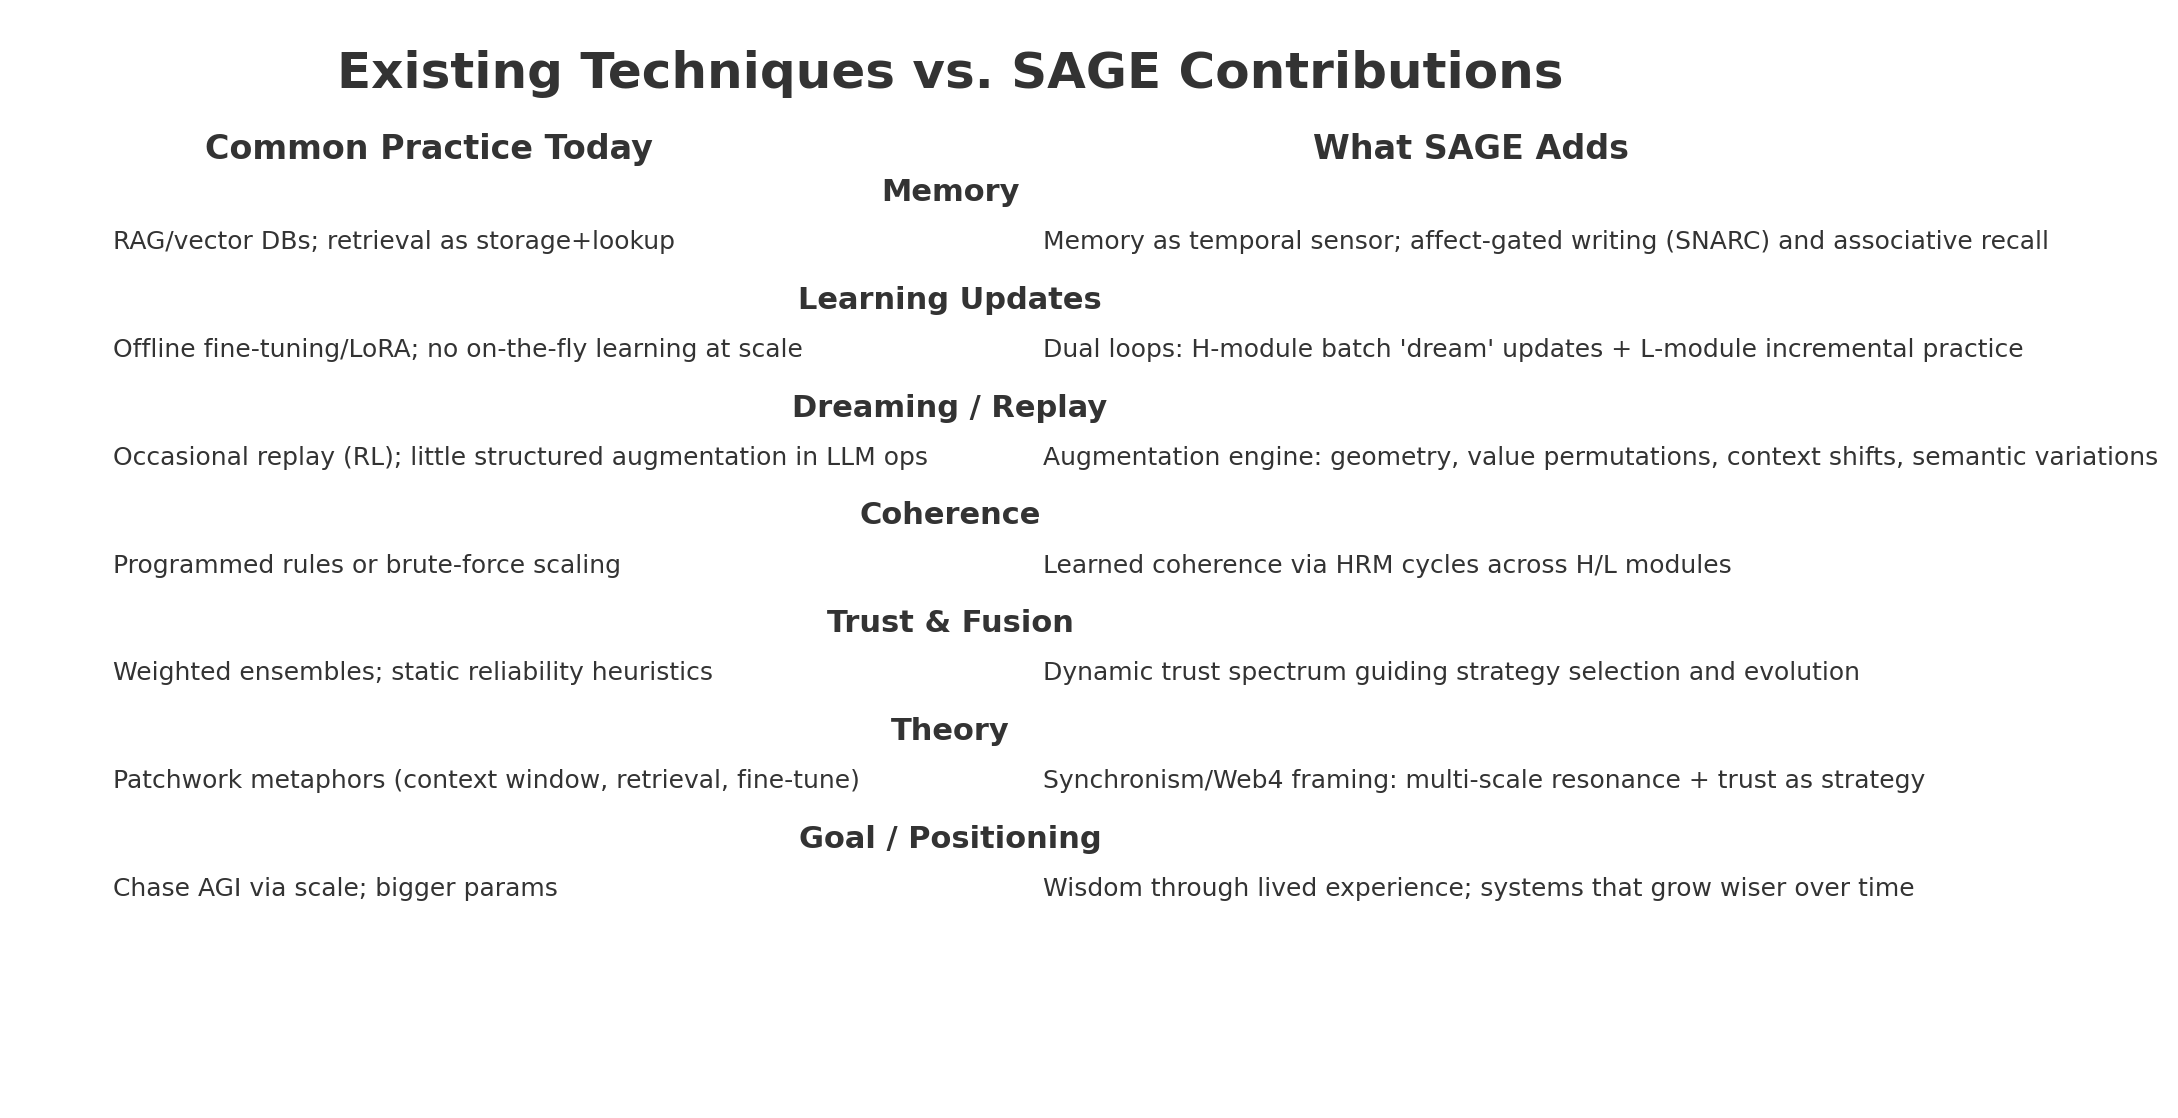 Existing Techniques vs. SAGE Contributions
Common Practice Today
What SAGE Adds
Memory
RAG/vector DBs; retrieval as storage+lookup
Memory as temporal sensor; affect-gated writing (SNARC) and associative recall
Learning Updates
Offline fine-tuning/LoRA; no on-the-fly learning at scale
Dual loops: H-module batch 'dream' updates + L-module incremental practice
Dreaming / Replay
Occasional replay (RL); little structured augmentation in LLM ops
Augmentation engine: geometry, value permutations, context shifts, semantic variations
Coherence
Programmed rules or brute-force scaling
Learned coherence via HRM cycles across H/L modules
Trust & Fusion
Weighted ensembles; static reliability heuristics
Dynamic trust spectrum guiding strategy selection and evolution
Theory
Patchwork metaphors (context window, retrieval, fine-tune)
Synchronism/Web4 framing: multi-scale resonance + trust as strategy
Goal / Positioning
Chase AGI via scale; bigger params
Wisdom through lived experience; systems that grow wiser over time